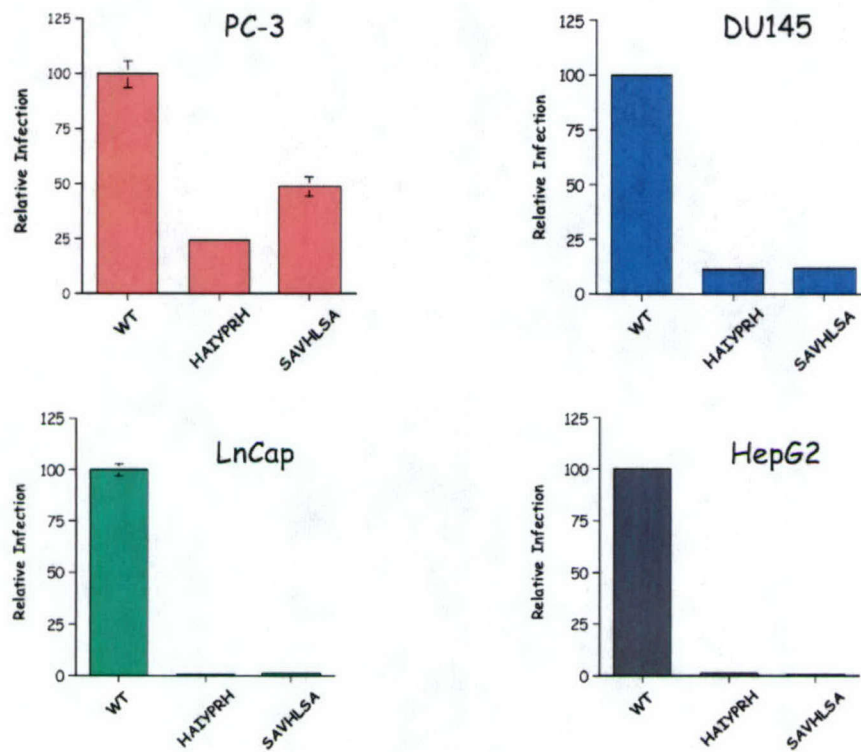 PC-3
Relative Infection
125
100
75
50
25
0
WT
HAIYPRH
SAVHLSA
DU145
Relative Infection
125
100
75
50
25
0
WT
HAIYPRH
SAVHLSA
LnCap
Relative Infection
125
100
75
50
25
0
WT
HAIYPRH
SAVHLSA
HepG2
Relative Infection
125
100
75
50
25
0
WT
HAIYPRH
SAVHLSA